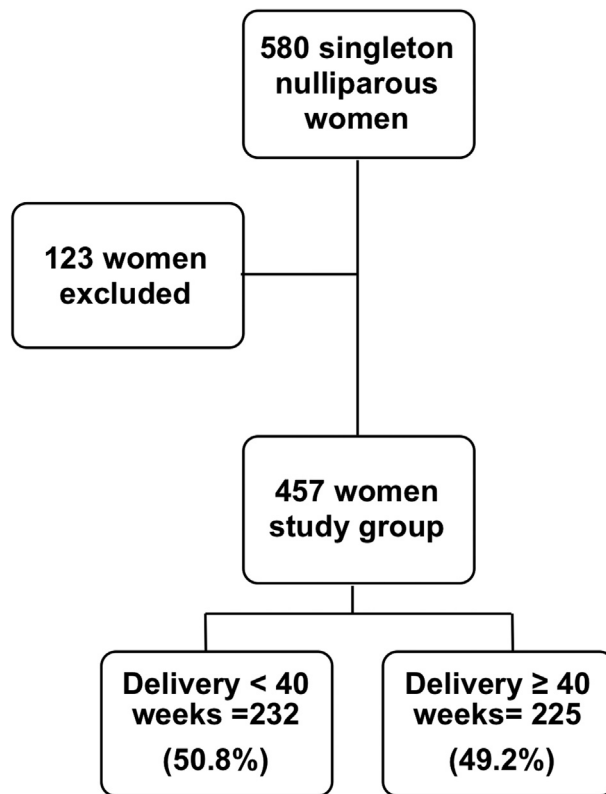 580 singleton
nulliparous
women
123 women
excluded
457 women
study group
Delivery < 40
weeks =232
(50.8%)
Delivery ≥ 40
weeks= 225
(49.2%)